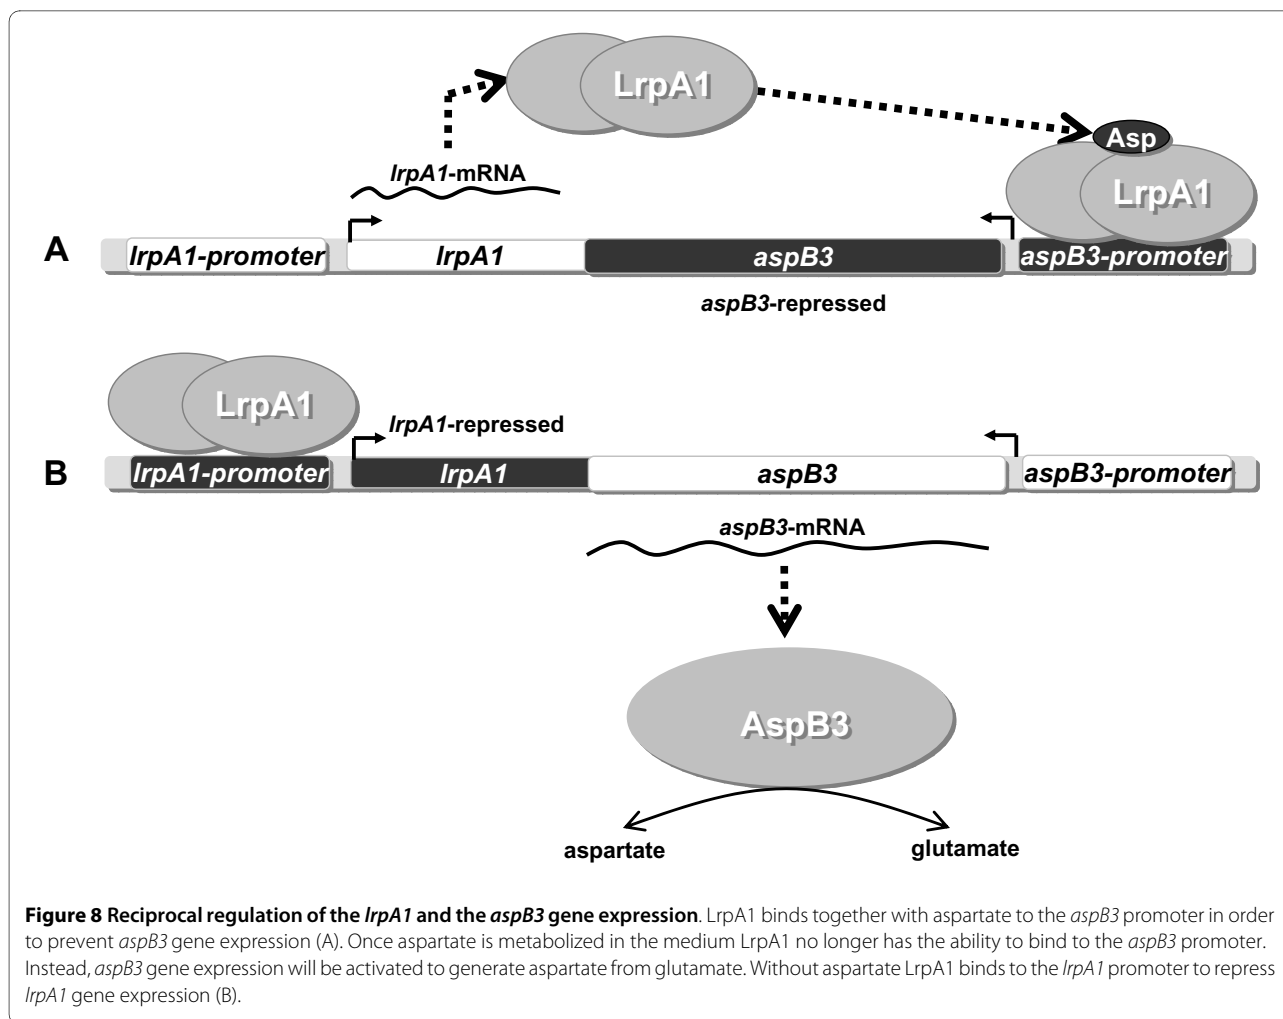 LrpA1
Asp
LrpA1
lrpA1-mRNA
A
lrpA1-promoter
lrpA1
aspB3
aspB3-promoter
aspB3-repressed
LrpA1
lrpA1-repressed
B
lrpA1-promoter
lrpA1
aspB3
aspB3-promoter
aspB3-mRNA
AspB3
aspartate
glutamate
Figure 8 Reciprocal regulation of the lrpA1 and the aspB3 gene expression. LrpA1 binds together with aspartate to the aspB3 promoter in order
to prevent aspB3 gene expression (A). Once aspartate is metabolized in the medium LrpA1 no longer has the ability to bind to the aspB3 promoter.
Instead, aspB3 gene expression will be activated to generate aspartate from glutamate. Without aspartate LrpA1 binds to the lrpA1 promoter to repress
lrpA1 gene expression (B).